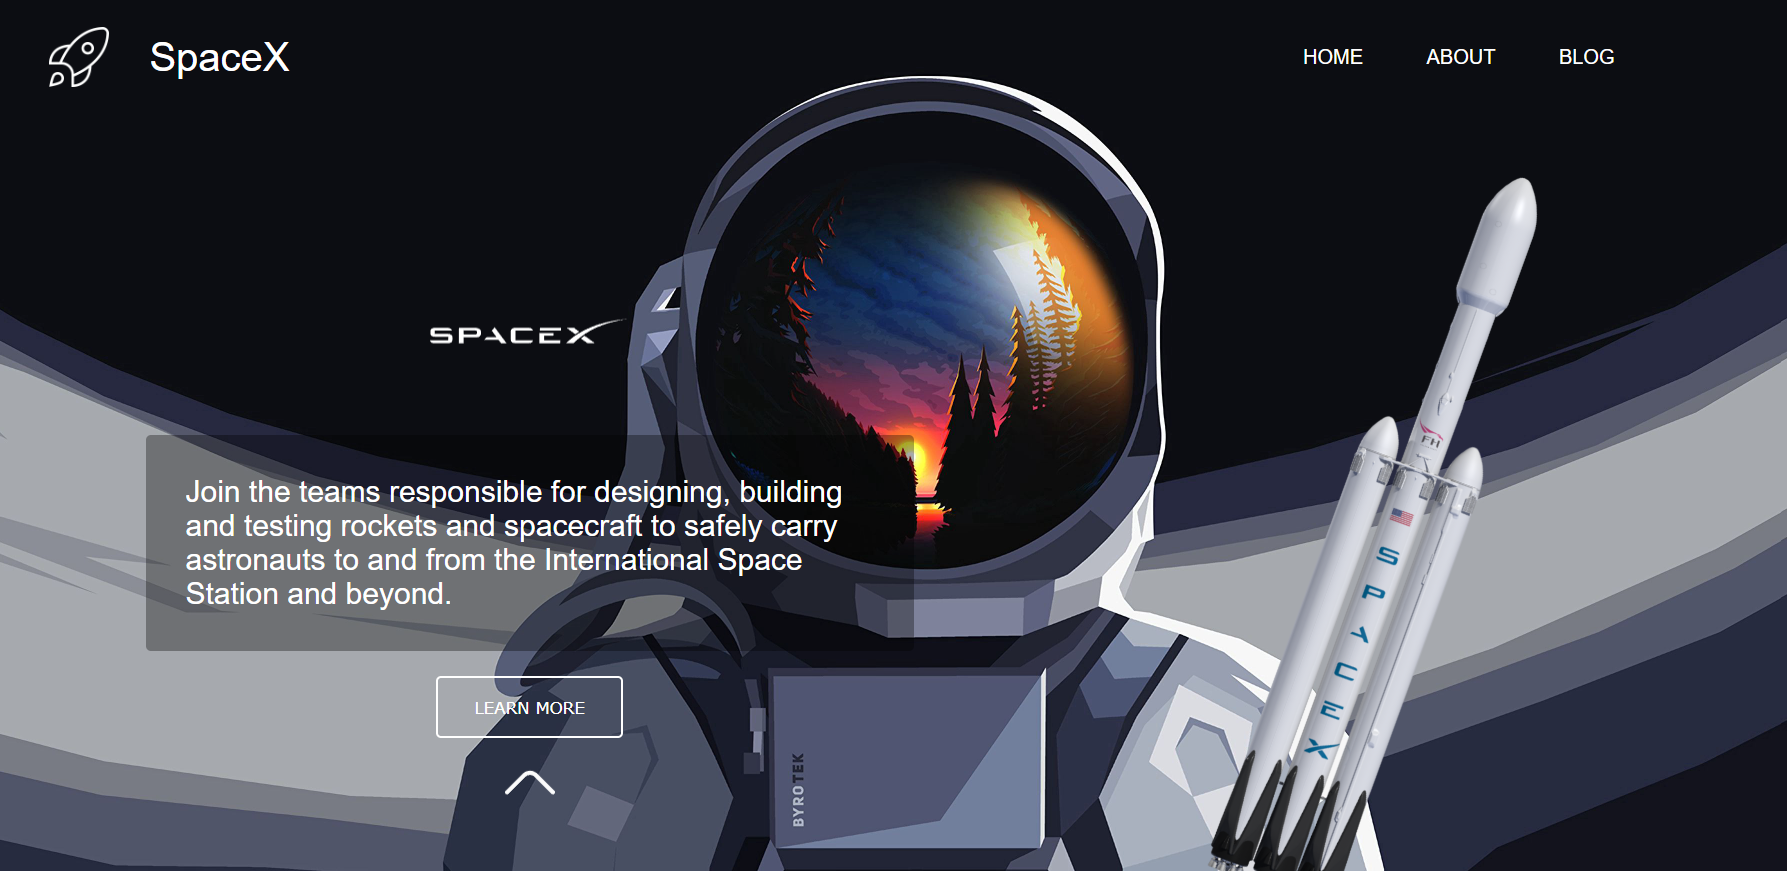 SpaceX
HOME ABOUT BLOG
SPACEX
Join the teams responsible for designing, building
and testing rockets and spacecraft to safely carry
astronauts to and from the International Space
Station and beyond.
LEARN MORE
BYROTEK
FH
SPACEX